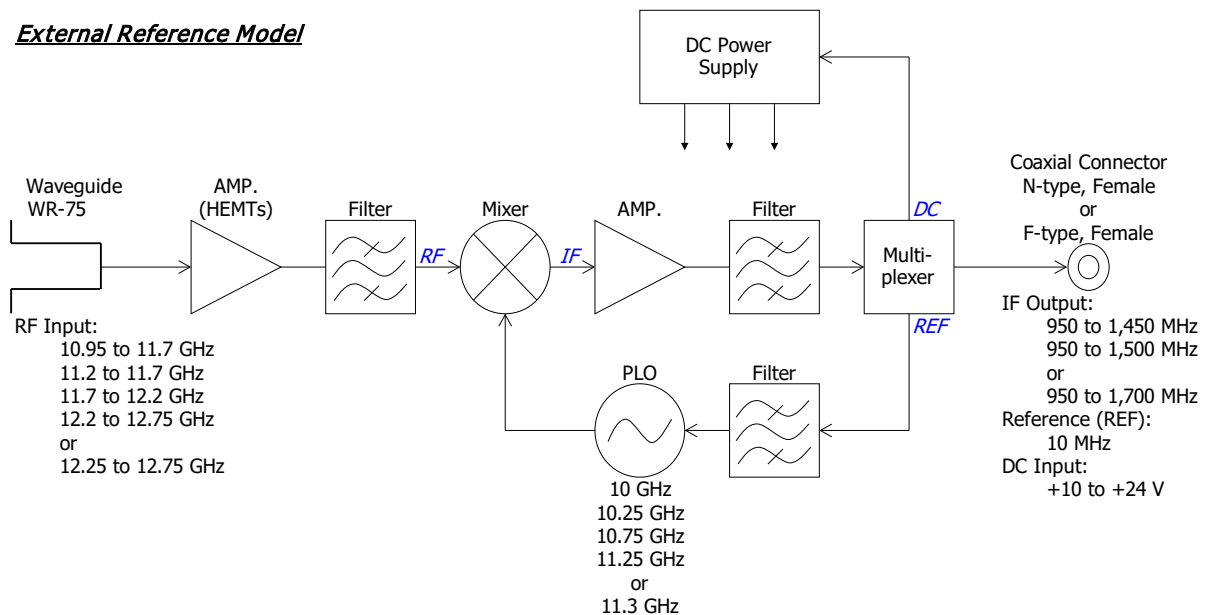 External Reference Model
DC Power
Supply
Waveguide
WR-75
AMP.
(HEMTs)
Filter
Mixer
AMP.
Filter
Coaxial Connector
N-type, Female
or
F-type, Female
RF
IF
DC
Multi-
plexer
REF
RF Input:
10.95 to 11.7 GHz
11.2 to 11.7 GHz
11.7 to 12.2 GHz
12.2 to 12.75 GHz
or
12.25 to 12.75 GHz
PLO
Filter
10 GHz
10.25 GHz
10.75 GHz
11.25 GHz
or
11.3 GHz
IF Output:
950 to 1,450 MHz
950 to 1,500 MHz
or
950 to 1,700 MHz
Reference (REF):
10 MHz
DC Input:
+10 to +24 V